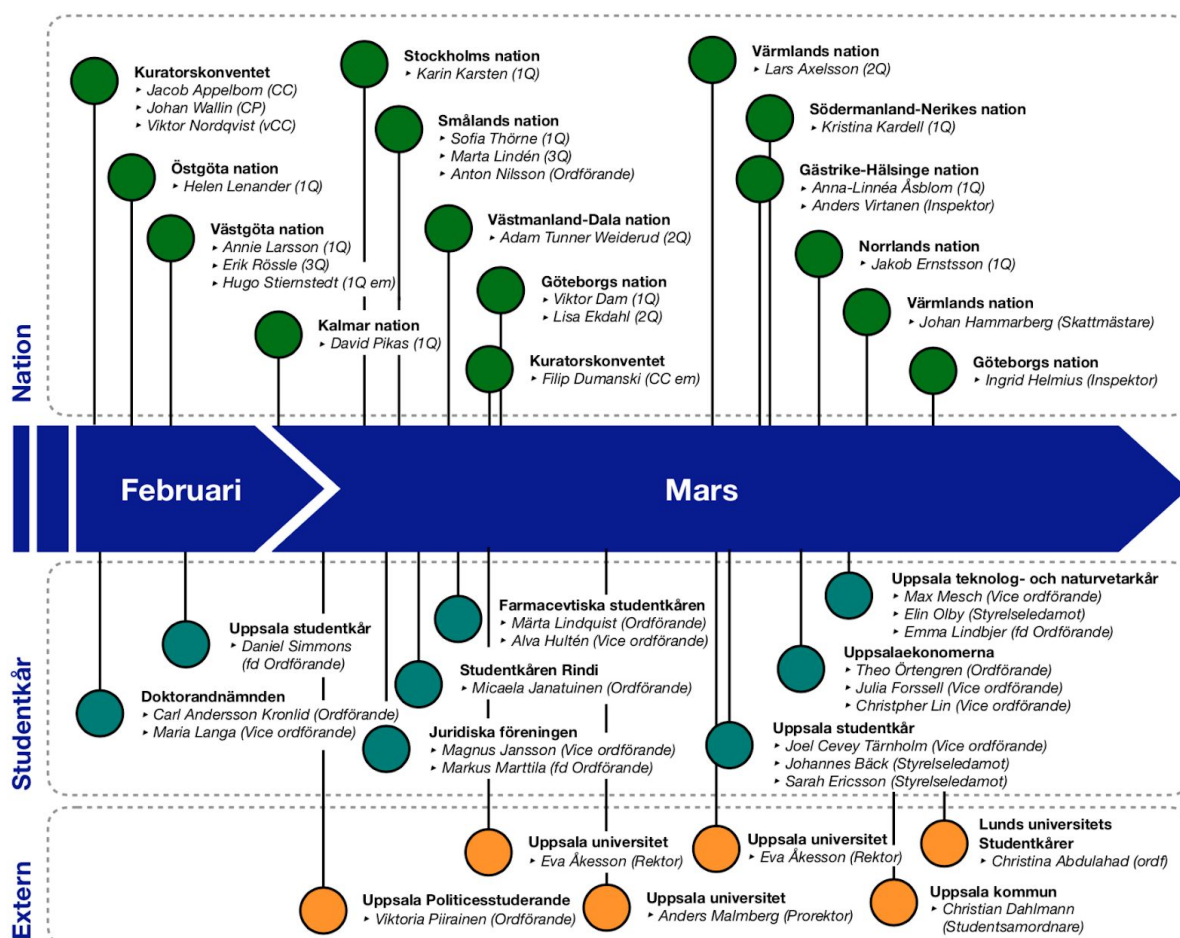 Nation
Kuratorskonventet
‣ Jacob Appelbom (CC)
‣ Johan Wallin (CP)
‣ Viktor Nordqvist (vCC)
Östgöta nation
‣ Helen Lenander (1Q)
Västgöta nation
‣ Annie Larsson (1Q)
‣ Erik Rössle (3Q)
‣ Hugo Stiernstedt (1Q em)
Kalmar nation
‣ David Pikas (1Q)
Stockholms nation
‣ Karin Karsten (1Q)
Smålands nation
‣ Sofia Thörne (1Q)
‣ Marta Lindén (3Q)
‣ Anton Nilsson (Ordförande)
Västmanland-Dala nation
‣ Adam Tunner Weiderud (2Q)
Göteborgs nation
‣ Viktor Dam (1Q)
‣ Lisa Ekdahl (2Q)
Kuratorskonventet
‣ Filip Dumanski (CC em)
Värmlands nation
‣ Lars Axelsson (2Q)
Södermanland-Nerikes nation
‣ Kristina Kardell (1Q)
Gästrike-Hälsinge nation
‣ Anna-Linnéa Åsblom (1Q)
‣ Anders Virtanen (Inspektor)
Norrlands nation
‣ Jakob Ernstsson (1Q)
Värmlands nation
‣ Johan Hammarberg (Skattmästare)
Göteborgs nation
‣ Ingrid Helmius (Inspektor)
Februari
Mars
Studentkår
Uppsala studentkår
‣ Daniel Simmons
(fd Ordförande)
Doktorandnämnden
‣ Carl Andersson Kronlid (Ordförande)
‣ Maria Langa (Vice ordförande)
Farmacevtiska studentkåren
‣ Märta Lindquist (Ordförande)
‣ Alva Hultén (Vice ordförande)
Studentkåren Rindi
‣ Micaela Janatuinen (Ordförande)
Juridiska föreningen
‣ Magnus Jansson (Vice ordförande)
‣ Markus Marttila (fd Ordförande)
Uppsala teknolog- och naturvetarkår
‣ Max Mesch (Vice ordförande)
‣ Elin Olby (Styrelseledamot)
‣ Emma Lindbjer (fd Ordförande)
Uppsalaekonomerna
‣ Theo Örtengren (Ordförande)
‣ Julia Forssell (Vice ordförande)
‣ Christpher Lin (Vice ordförande)
Uppsala studentkår
‣ Joel Cevey Tärnholm (Vice ordförande)
‣ Johannes Bäck (Styrelseledamot)
‣ Sarah Ericsson (Styrelseledamot)
Extern
Uppsala Politicesstuderande
‣ Viktoria Piirainen (Ordförande)
Uppsala universitet
‣ Eva Åkesson (Rektor)
Uppsala universitet
‣ Anders Malmberg (Prorektor)
Uppsala universitet
‣ Eva Åkesson (Rektor)
Lunds universitets
Studentkårer
‣ Christina Abdulahad (ordf)
Uppsala kommun
‣ Christian Dahlmann
(Studentsamordnare)